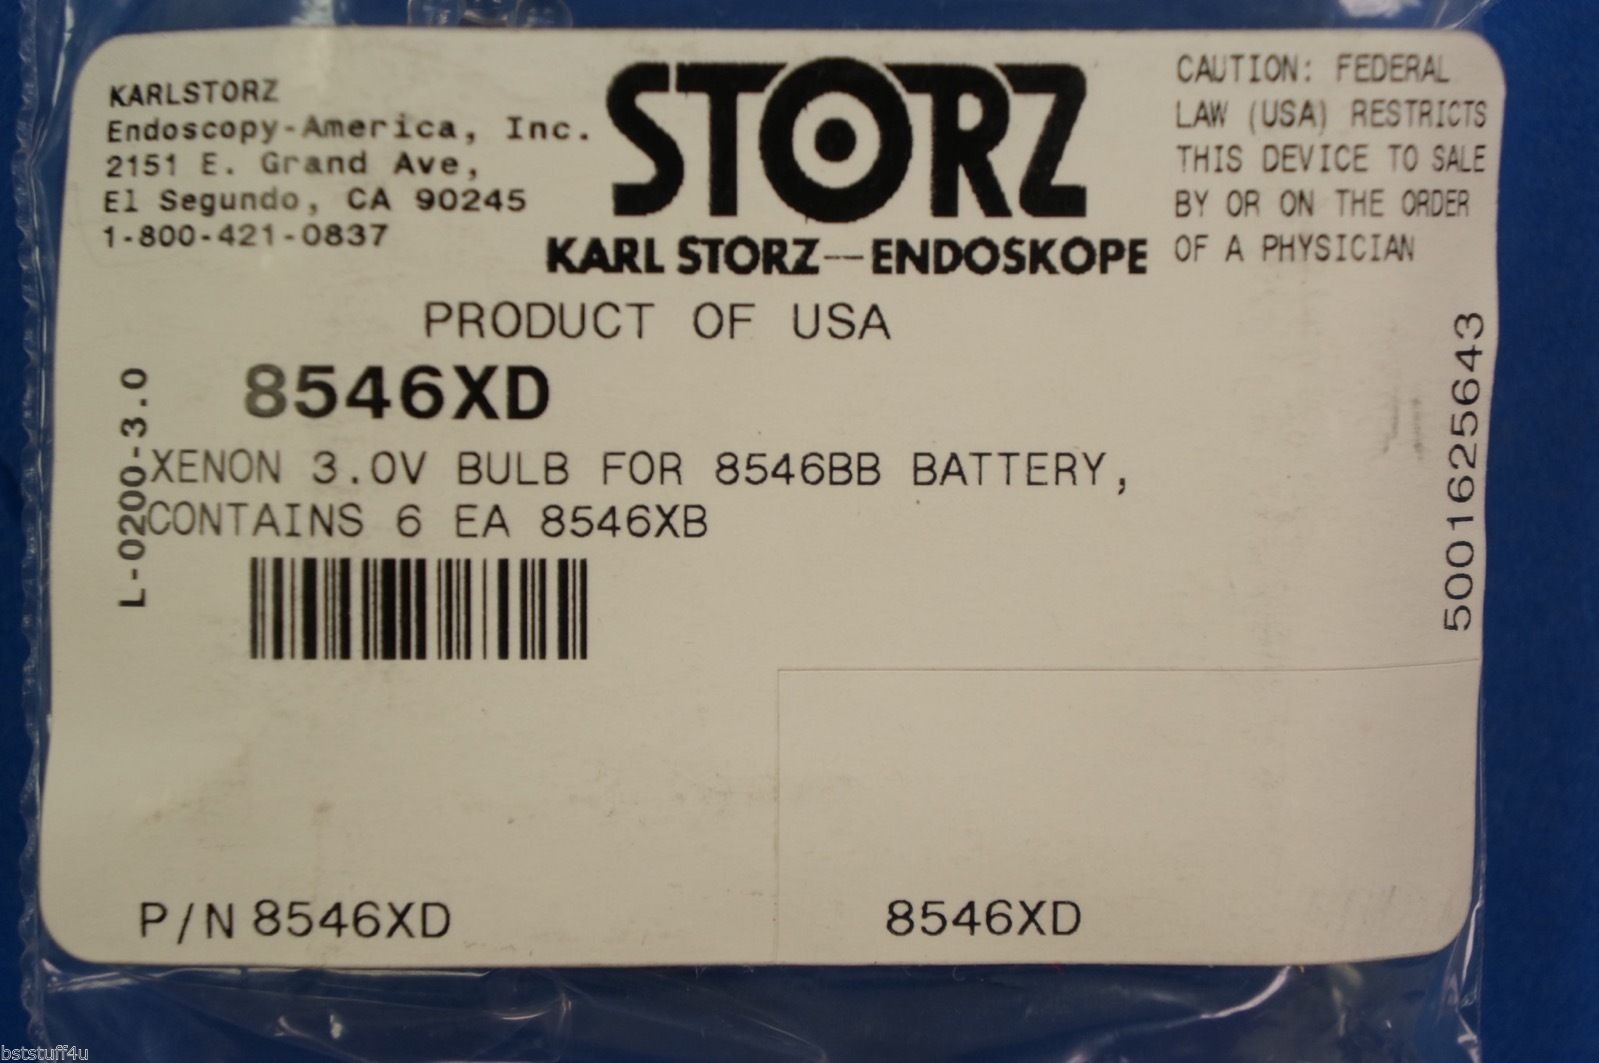 KARLSTORZ
Endoscopy-America, Inc.
2151 E. Grand Ave,
El Segundo, CA 90245
1-800-421-0837
STORZ
KARL STORZ—ENDOSKOPE
CAUTION: FEDERAL
LAW (USA) RESTRICTS
THIS DEVICE TO SALE
BY OR ON THE ORDER
OF A PHYSICIAN
PRODUCT OF USA
8546XD
XENON 3.0V BULB FOR 8546BB BATTERY,
CONTAINS 6 EA 8546XB
L-0200-3.0
5001625643
P/N 8546XD
8546XD
bststuff4u